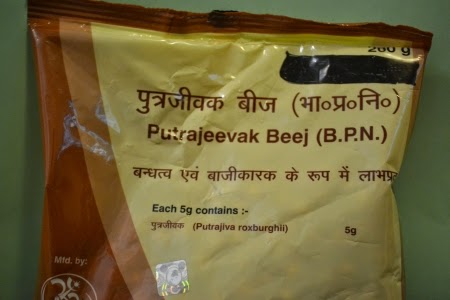 200 g
पुत्रजीवक बीज (भा०प्र०नि०)
Putrajeevak Beej (B.P.N.)
बन्धत्व एवं बाजीकारक के रूप में
Each 5g contains :-
पुत्रजीवक (Putrajiva roxburghii) 5g
Mfd. by:
ॐ